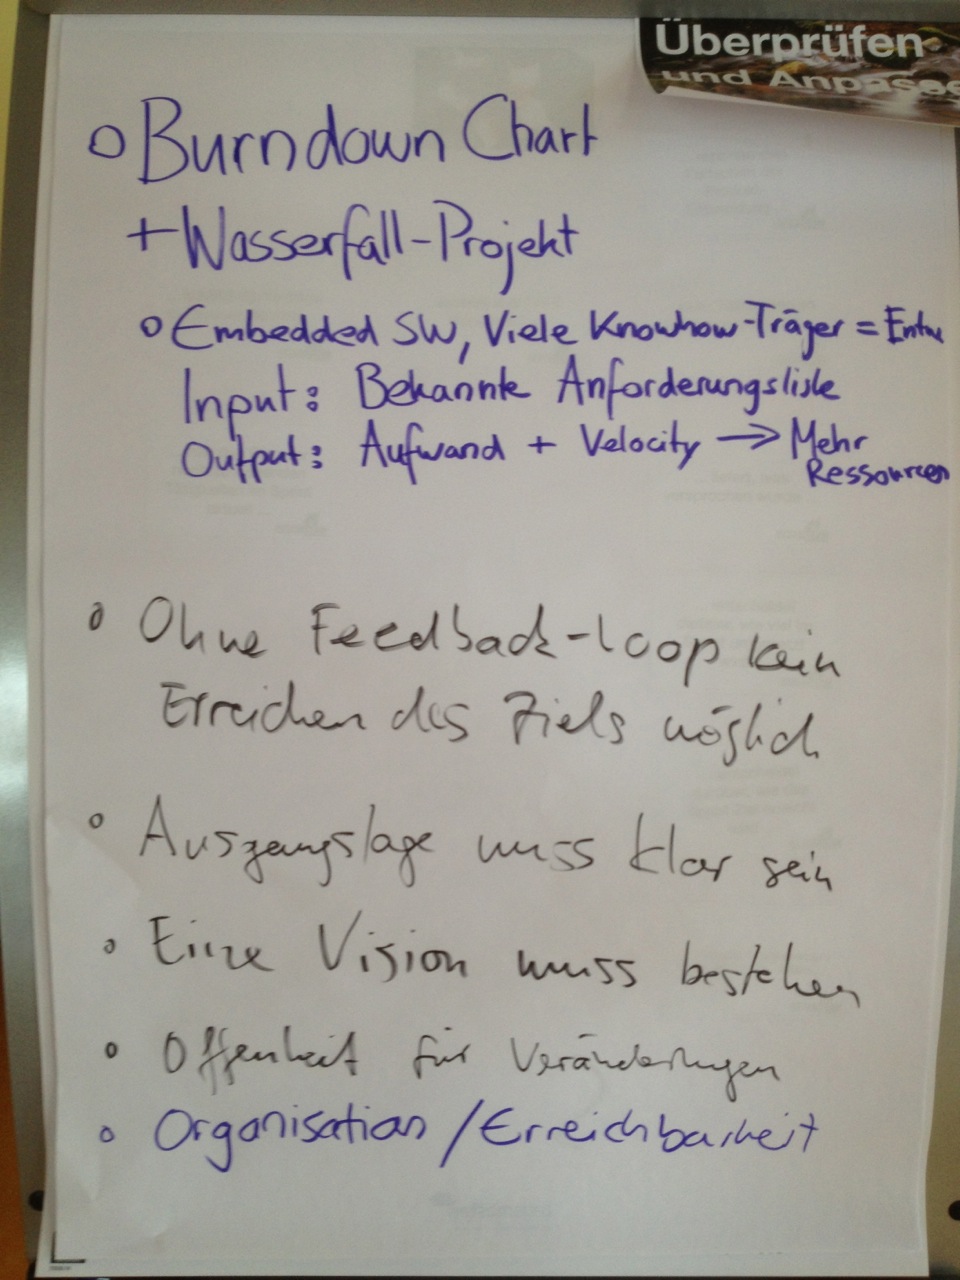 Überprüfen
und Anpasse
o Burndown Chart
+ Wasserfall-Projekt
o Embedded SW, Viele Knowhow-Träger = Entw
Input: Bekannte Anforderungsliste
Output: Aufwand + Velocity → Mehr
Ressourcen
o Ohne Feedback-loop kein
Erreichen des Ziels möglich
o Ausgangslage muss klar sein
o Eine Vision muss bestehen
o Offenheit für Veränderungen
o Organisation / Erreichbarkeit